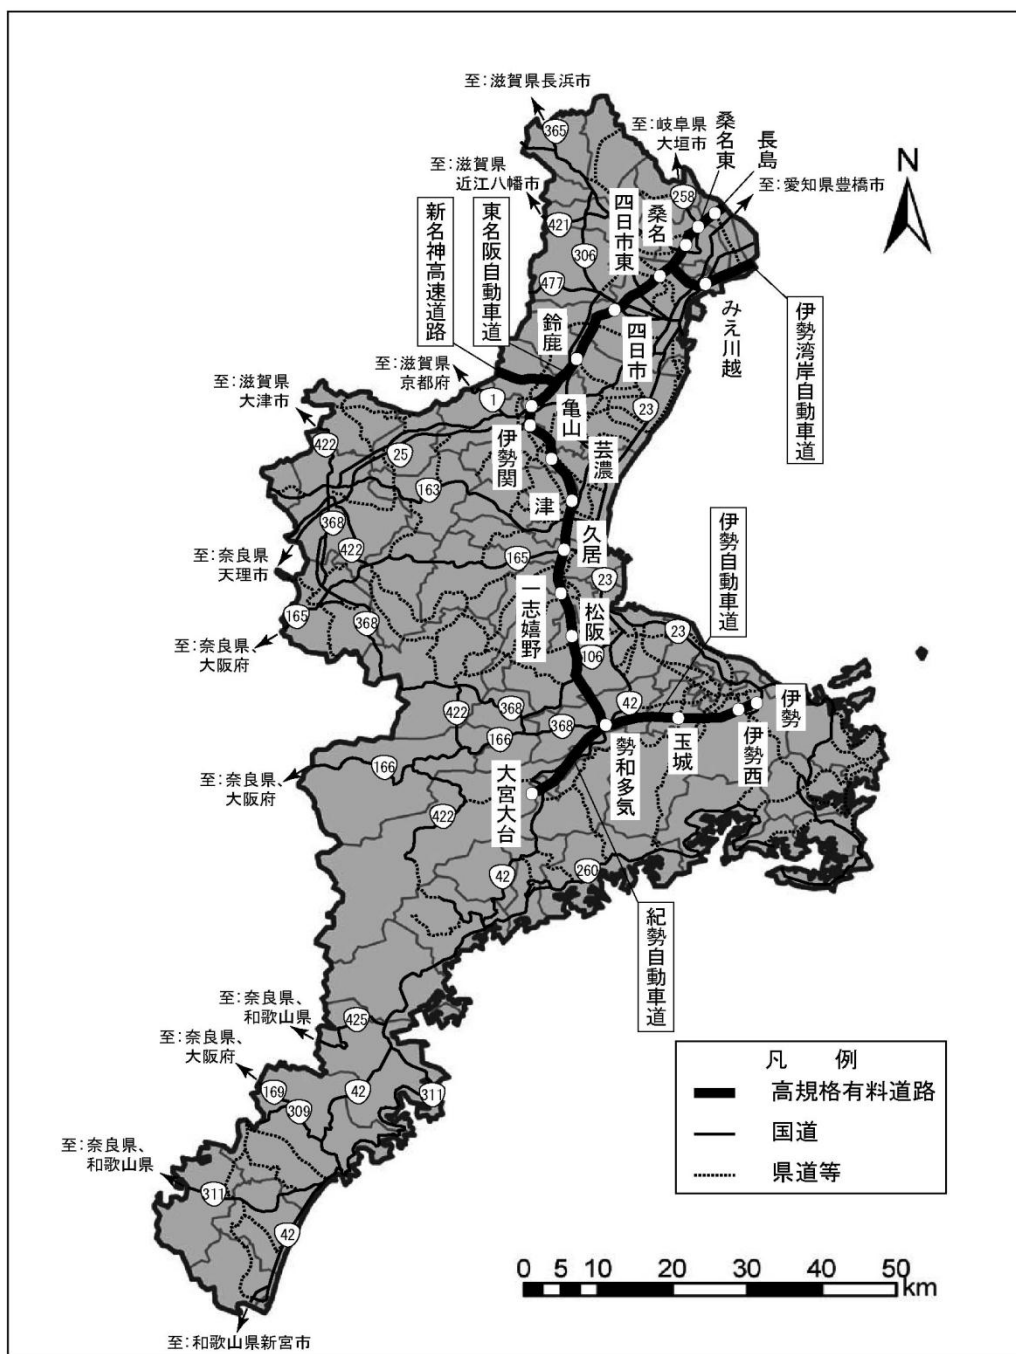 至：滋賀県長浜市
365
至：岐阜県
大垣市
桑名東
長島
至：滋賀県
近江八幡市
258
至：愛知県豊橋市
N
新名神高速道路
東名阪自動車道
421
四日市東
桑名
306
477
みえ川越
伊勢湾岸自動車道
鈴鹿
四日市
至：滋賀県
京都府
至：滋賀県
大津市
1
亀山
23
422
25
伊勢関
芸濃
163
津
368
422
久居
伊勢自動車道
至：奈良県
天理市
165
23
165
368
一志嬉野
松阪
23
至：奈良県、
大阪府
106
42
422
368
368
166
伊勢
伊勢西
玉城
勢和多気
166
至：奈良県、
大阪府
大宮大台
422
42
260
紀勢自動車道
至：奈良県、
和歌山県
425
至：奈良県、
大阪府
169
309
42
311
至：奈良県、
和歌山県
311
42
至：和歌山県新宮市
凡　例
高規格有料道路
国道
県道等
0 5 10 20 30 40 50
km